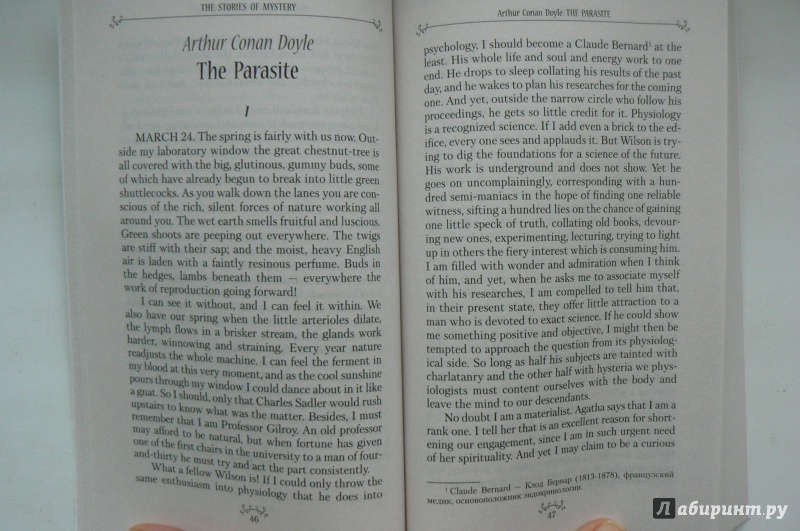 THE STORIES OF MYSTERY
Arthur Conan Doyle
The Parasite
I
MARCH 24. The spring is fairly with us now. Out-
side my laboratory window the great chestnut-tree is
all covered with the big, glutinous, gummy buds, some
of which have already begun to break into little green
shuttlecocks. As you walk down the lanes you are con-
scious of the rich, silent forces of nature working all
around you. The wet earth smells fruitful and luscious.
Green shoots are peeping out everywhere. The twigs
are stiff with their sap; and the moist, heavy English
air is laden with a faintly resinous perfume. Buds in
the hedges, lambs beneath them — everywhere the
work of reproduction going forward!
I can see it without, and I can feel it within. We
also have our spring when the little arterioles dilate,
the lymph flows in a brisker stream, the glands work
harder, winnowing and straining. Every year nature
readjusts the whole machine. I can feel the ferment in
my blood at this very moment, and as the cool sunshine
pours through my window I could dance about in it like
a gnat. So I should, only that Charles Sadler would rush
upstairs to know what was the matter. Besides, I must
remember that I am Professor Gilroy. An old professor
may afford to be natural, but when fortune has given
one of the first chairs in the university to a man of four-
and-thirty he must try and act the part consistently.
What a fellow Wilson is! If I could only throw the
same enthusiasm into physiology that he does into
46
Arthur Conan Doyle. THE PARASITE
psychology, I should become a Claude Bernard¹ at the
least. His whole life and soul and energy work to one
end. He drops to sleep collating his results of the past
day, and he wakes to plan his researches for the coming
one. And yet, outside the narrow circle who follow his
proceedings, he gets so little credit for it. Physiology
is a recognized science. If I add even a brick to the ed-
ifice, every one sees and applauds it. But Wilson is try-
ing to dig the foundations for a science of the future.
His work is underground and does not show. Yet he
goes on uncomplainingly, corresponding with a hun-
dred semi-maniacs in the hope of finding one reliable
witness, sifting a hundred lies on the chance of gaining
one little speck of truth, collating old books, devour-
ing new ones, experimenting, lecturing, trying to light
up in others the fiery interest which is consuming him.
I am filled with wonder and admiration when I think
of him, and yet, when he asks me to associate myself
with his researches, I am compelled to tell him that,
in their present state, they offer little attraction to a
man who is devoted to exact science. If he could show
me something positive and objective, I might then be
tempted to approach the question from its physiolog-
ical side. So long as half his subjects are tainted with
charlatanry and the other half with hysteria we phys-
iologists must content ourselves with the body and
leave the mind to our descendants.
No doubt I am a materialist. Agatha says that I am a
rank one. I tell her that is an excellent reason for short-
ening our engagement, since I am in such urgent need
of her spirituality. And yet I may claim to be a curious
¹ Claude Bernard — Клод Бернар (1813-1878), французский
медик, основоположник эндокринологии.
47
Лабиринт.ру